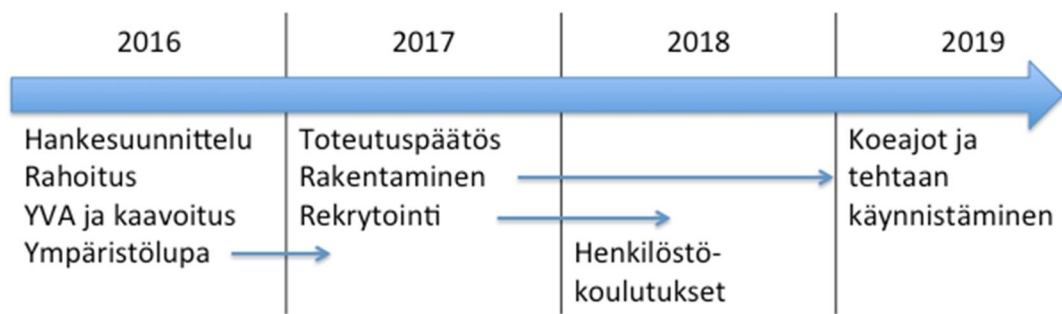 2016
2017
2018
2019
Hankesuunnittelu
Rahoitus
YVA ja kaavoitus
Ympäristölupa
Toteutuspäätös
Rakentaminen
Rekrytointi
Henkilöstö-
koulutukset
Koeajot ja
tehtaan
käynnistäminen